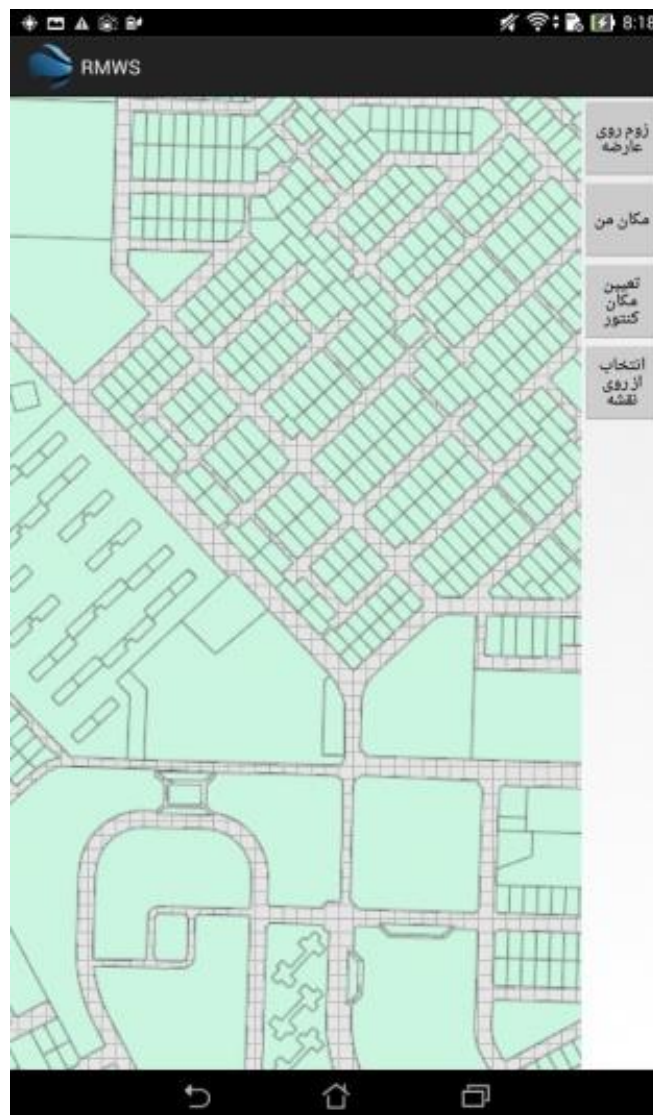 8:18
RMWS
زوم روی
عارضه
مکان من
تعیین
مکان
کنتور
انتخاب
از روی
نقشه